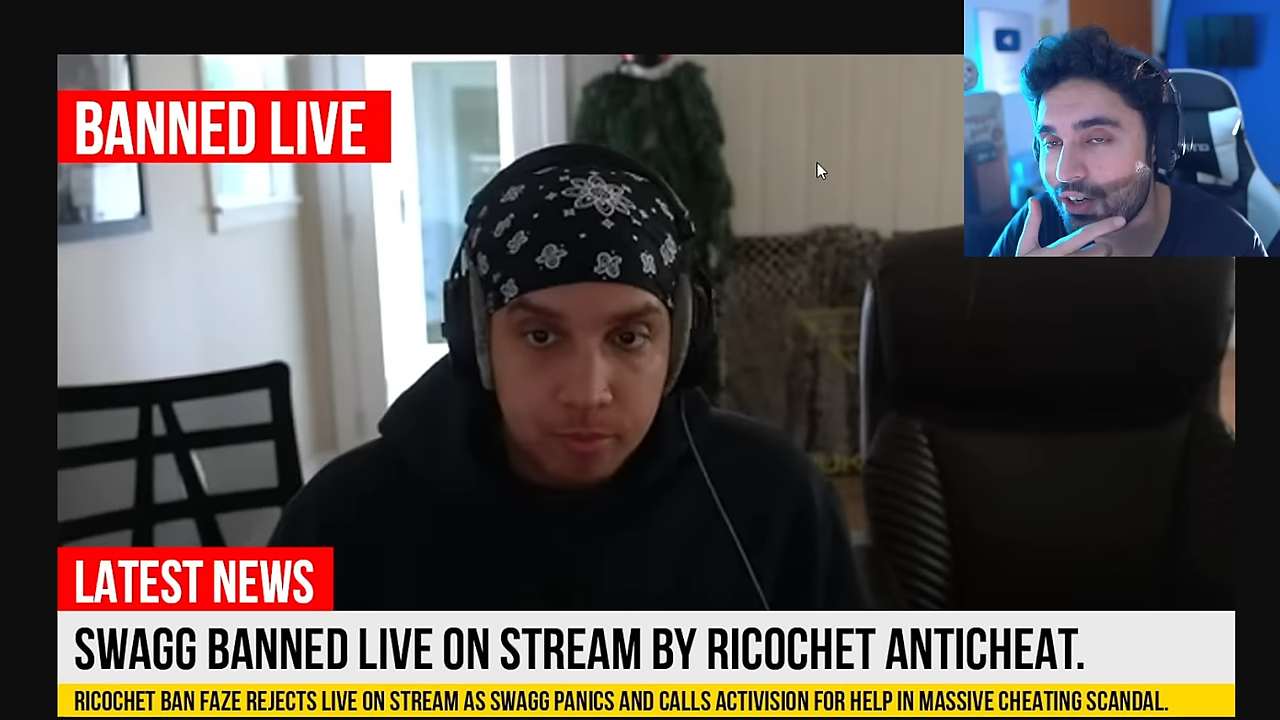 BANNED LIVE
LATEST NEWS
SWAGG BANNED LIVE ON STREAM BY RICOCHET ANTICHEAT.
RICOCHET BAN FAZE REJECTS LIVE ON STREAM AS SWAGG PANICS AND CALLS ACTIVISION FOR HELP IN MASSIVE CHEATING SCANDAL.